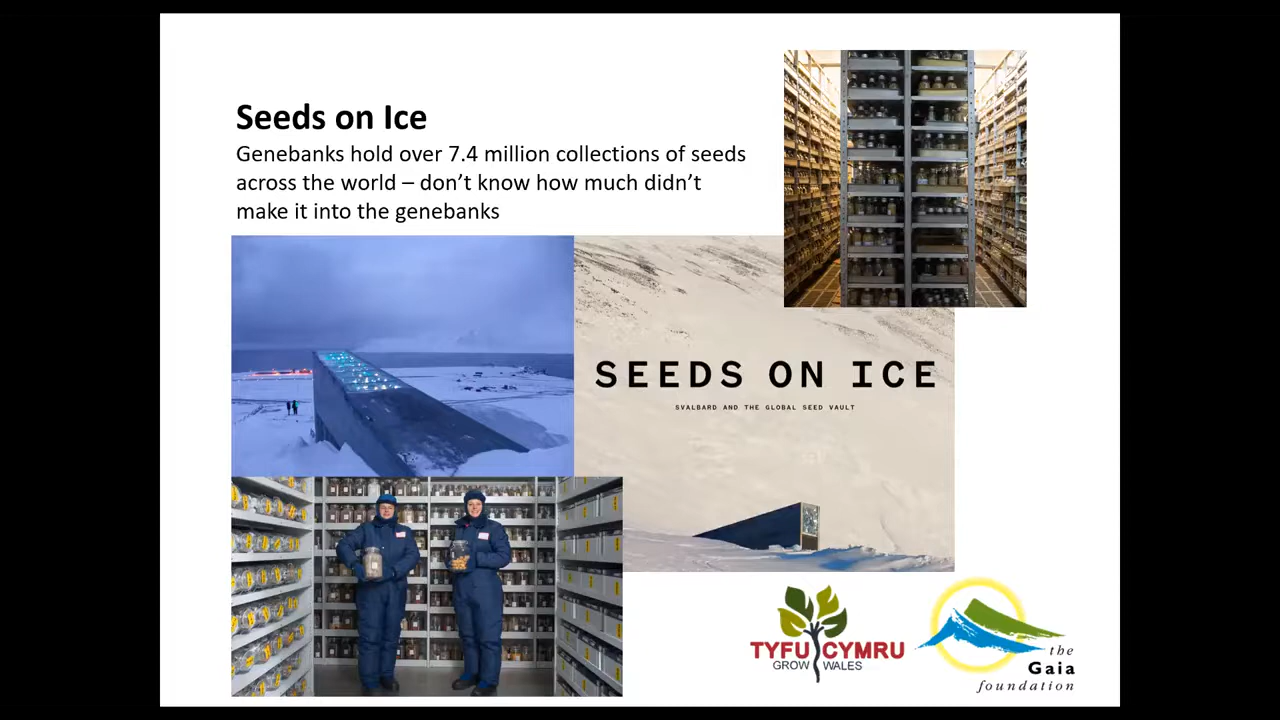 Seeds on Ice
Genebanks hold over 7.4 million collections of seeds
across the world – don’t know how much didn’t
make it into the genebanks
SEEDS ON ICE
SVALBARD AND THE GLOBAL SEED VAULT
TYFU CYMRU
GROW WALES
the
Gaia
foundation